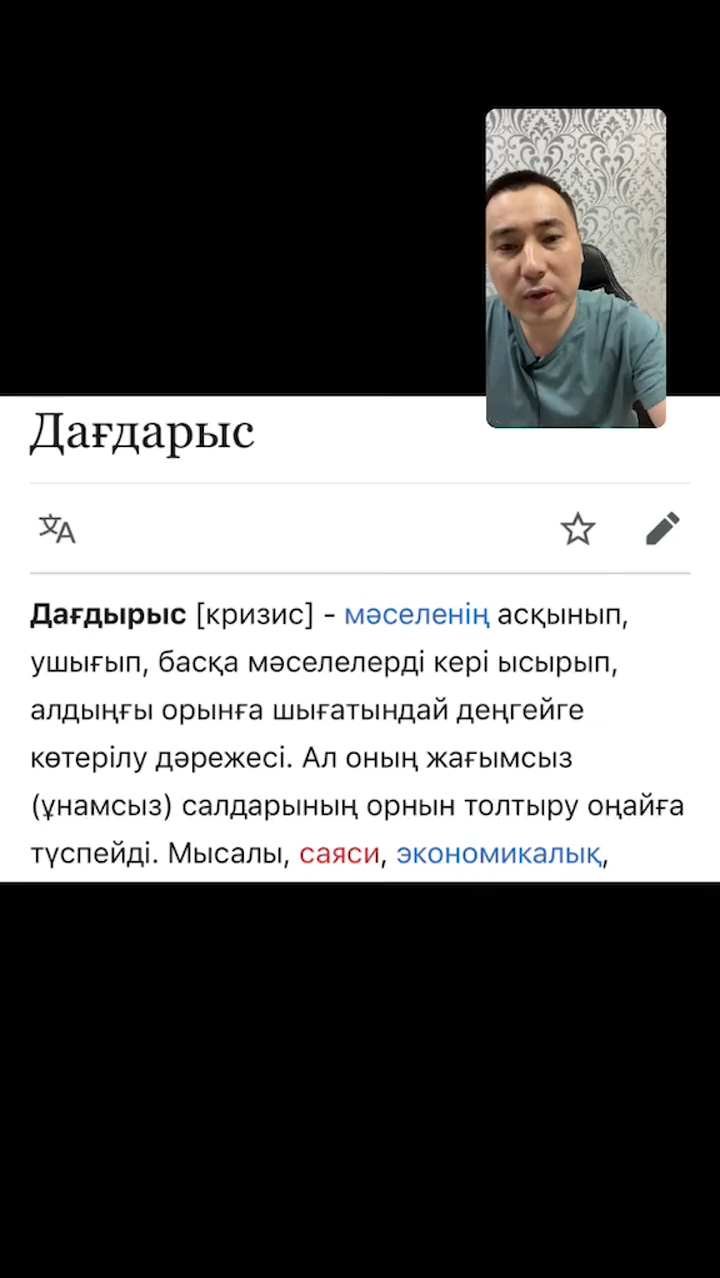 Дағдарыс
Дағдырыс [кризис] - мәселенің асқынып,
ушығып, басқа мәселелерді кері ысырып,
алдыңғы орынға шығатындай деңгейге
көтерілу дәрежесі. Ал оның жағымсыз
(ұнамсыз) салдарының орнын толтыру оңайға
түспейді. Мысалы, саяси, экономикалық,